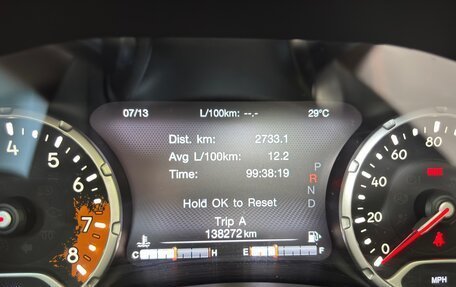 07/13 L/100km: --.- 29°C
Dist. km: 2733.1
Avg L/100km: 12.2
Time: 99:38:19
P
R
N
D
Hold OK to Reset
Trip A
138272 km
C H E F
4 5 6 7 8
0 20 40 60 80
MPH